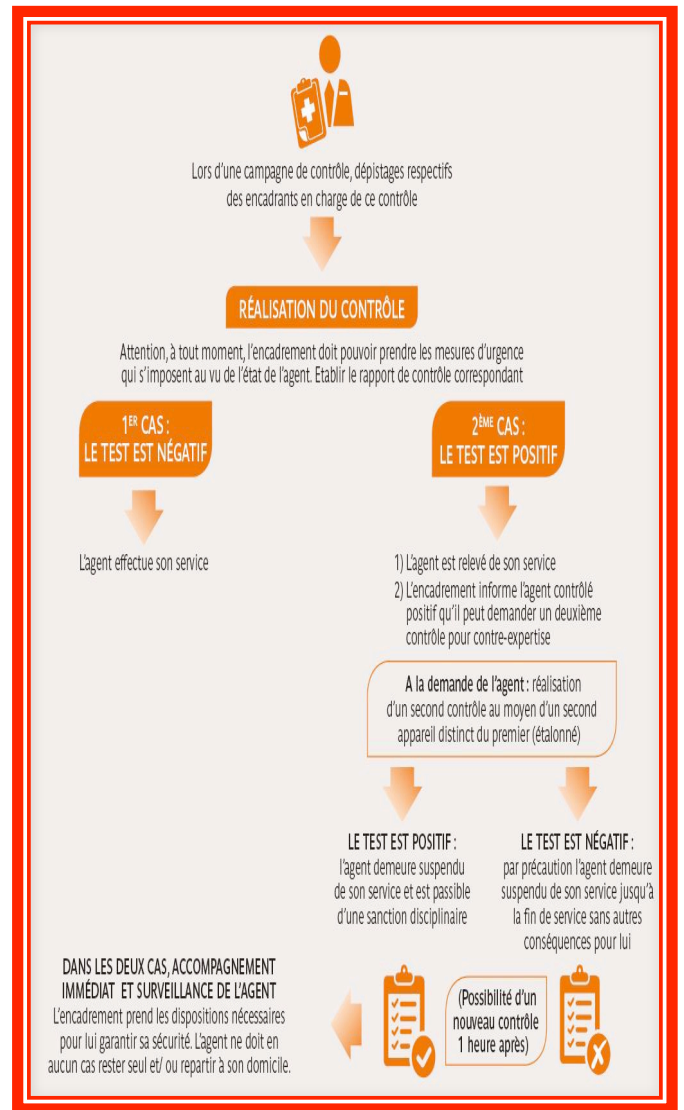 Lors d'une campagne de contrôle, dépistages respectifs
des encadrants en charge de ce contrôle
RÉALISATION DU CONTRÔLE
Attention, à tout moment, l'encadrement doit pouvoir prendre les mesures d'urgence
qui s'imposent au vu de l'état de l'agent. Etablir le rapport de contrôle correspondant
1ER CAS :
LE TEST EST NÉGATIF
L'agent effectue son service
2ÈME CAS :
LE TEST EST POSITIF
1) L'agent est relevé de son service
2) L'encadrement informe l'agent contrôlé
positif qu'il peut demander un deuxième
contrôle pour contre-expertise
A la demande de l'agent : réalisation
d'un second contrôle au moyen d'un second
appareil distinct du premier (étalonné)
LE TEST EST POSITIF :
l'agent demeure suspendu
de son service et est passible
d'une sanction disciplinaire
LE TEST EST NÉGATIF :
par précaution l'agent demeure
suspendu de son service jusqu'à
la fin de service sans autres
conséquences pour lui
(Possibilité d'un
nouveau contrôle
1 heure après)
DANS LES DEUX CAS, ACCOMPAGNEMENT
IMMÉDIAT ET SURVEILLANCE DE L'AGENT
L'encadrement prend les dispositions nécessaires
pour lui garantir sa sécurité. L'agent ne doit en
aucun cas rester seul et/ ou repartir à son domicile.